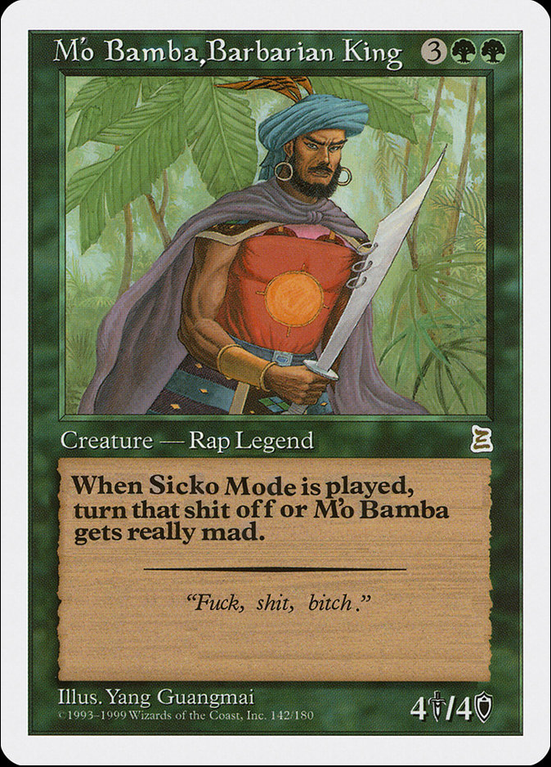 M'o Bamba, Barbarian King 3
Creature — Rap Legend
When Sicko Mode is played,
turn that shit off or M'o Bamba
gets really mad.
“Fuck, shit, bitch.”
Illus. Yang Guangmai
©1993–1999 Wizards of the Coast, Inc. 142/180
4/4